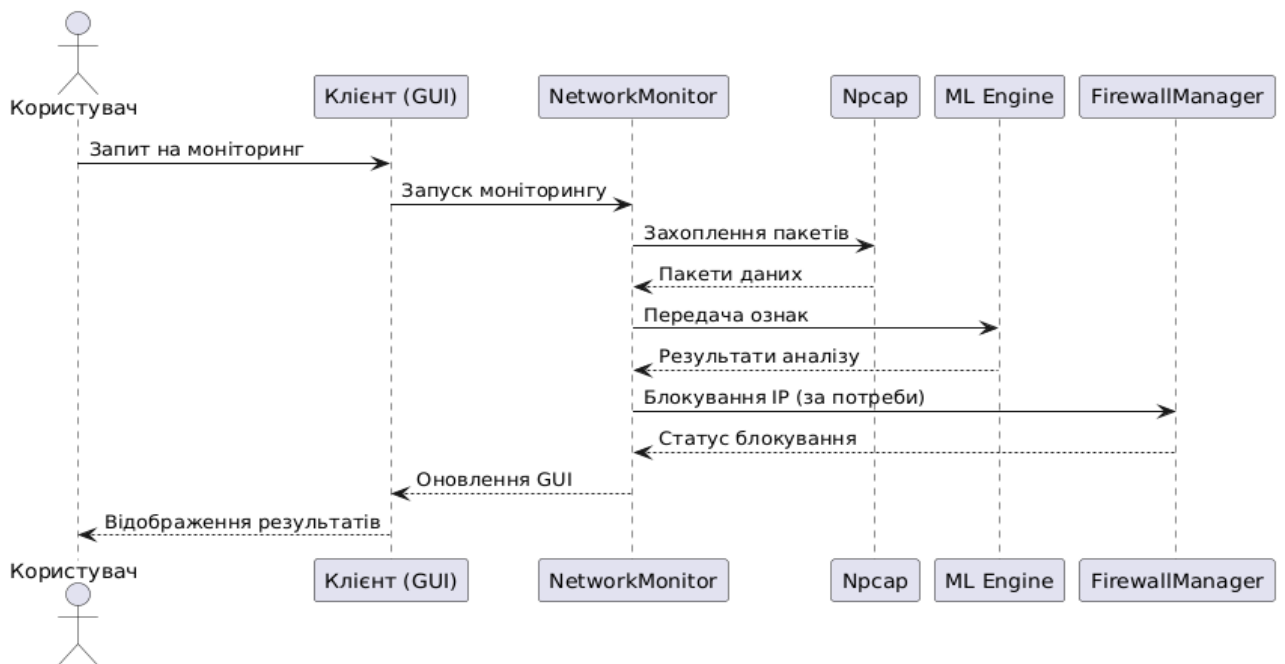 Користувач
Клієнт (GUI)
NetworkMonitor
Npcap
ML Engine
FirewallManager
Запит на моніторинг
Запуск моніторингу
Захоплення пакетів
Пакети даних
Передача ознак
Результати аналізу
Блокування IP (за потреби)
Статус блокування
Оновлення GUI
Відображення результатів
Користувач
Клієнт (GUI)
NetworkMonitor
Npcap
ML Engine
FirewallManager